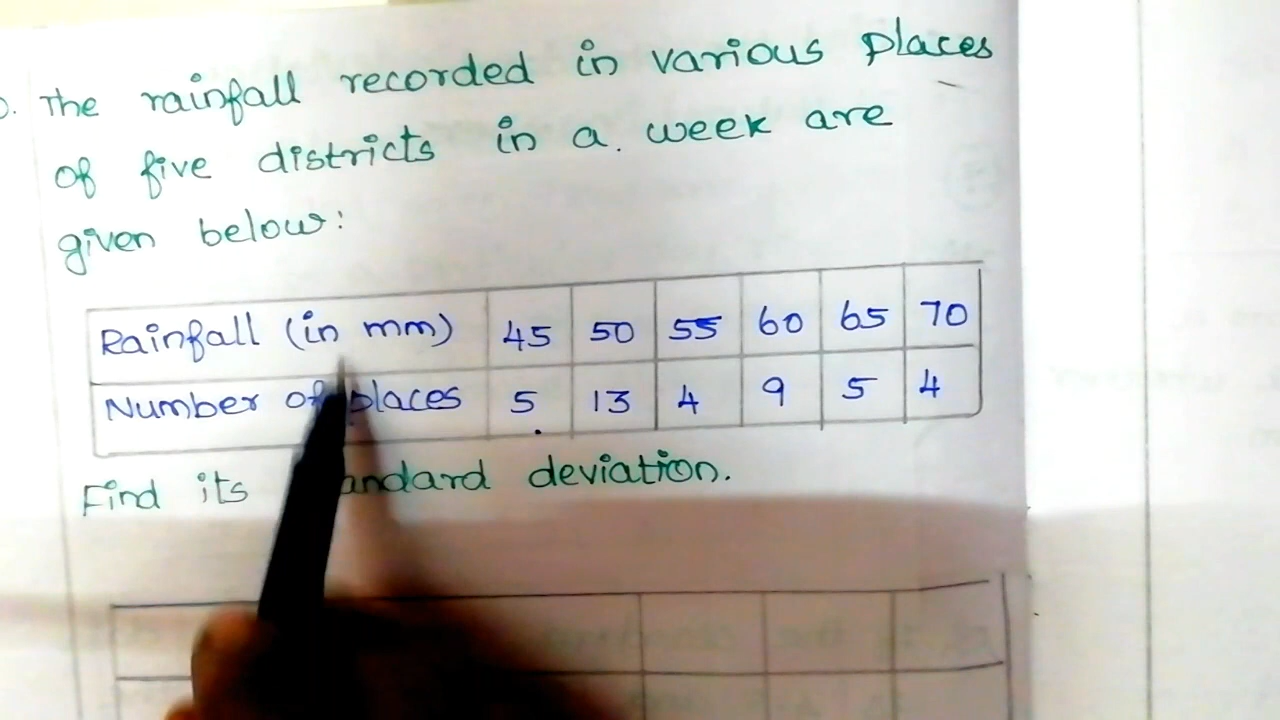 The rainfall recorded in various places
of five districts in a week are
given below:
Rainfall (in mm) 45 50 55 60 65 70
Number of places 5 13 4 9 5 4
Find its standard deviation.